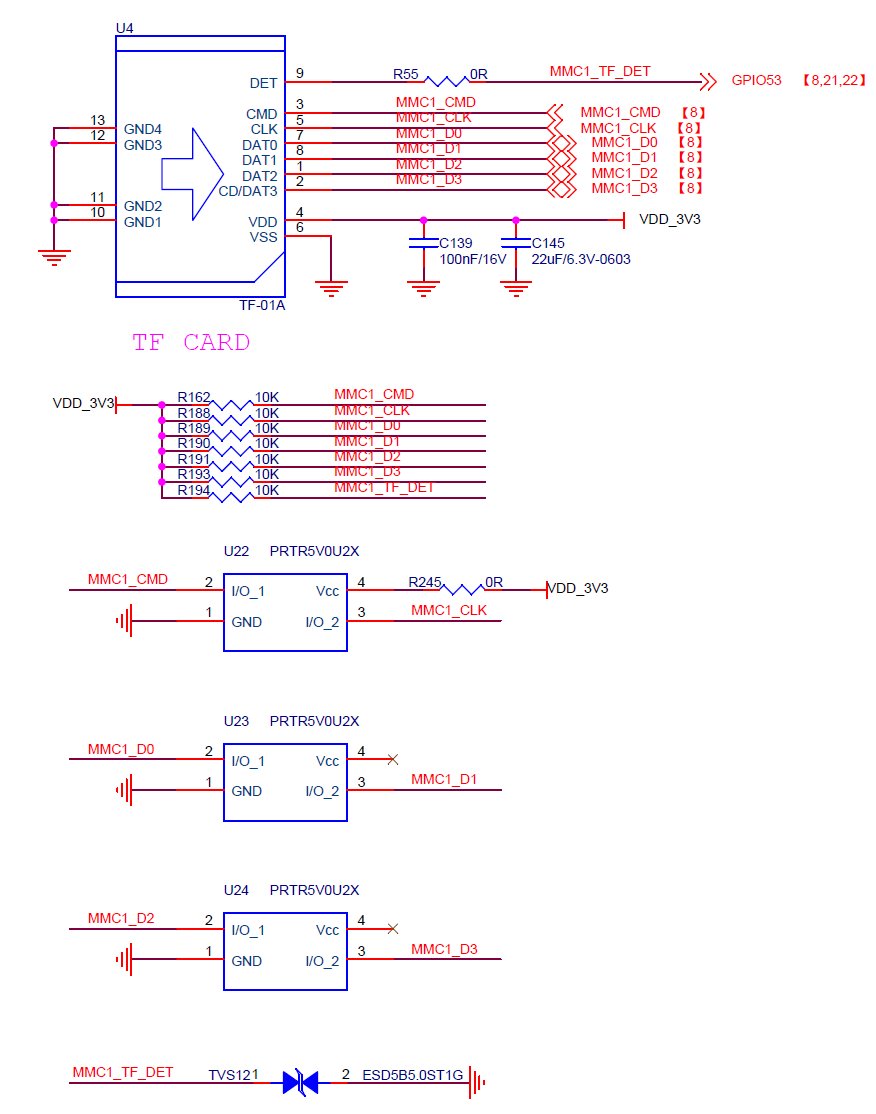 U4
DET 9 R55 0R MMC1_TF_DET GPIO53 【8,21,22】
CMD 3 MMC1_CMD MMC1_CMD 【8】
13 GND4 CLK 5 MMC1_CLK MMC1_CLK 【8】
12 GND3 DAT0 7 MMC1_D0 MMC1_D0 【8】
DAT1 8 MMC1_D1 MMC1_D1 【8】
DAT2 1 MMC1_D2 MMC1_D2 【8】
CD/DAT3 2 MMC1_D3 MMC1_D3 【8】
11 GND2
10 GND1 VDD 4 VDD_3V3
VSS 6
C139 C145
100nF/16V 22uF/6.3V-0603
TF-01A
TF CARD
VDD_3V3 R162 10K MMC1_CMD
R188 10K MMC1_CLK
R189 10K MMC1_D0
R190 10K MMC1_D1
R191 10K MMC1_D2
R193 10K MMC1_D3
R194 10K MMC1_TF_DET
U22 PRTR5V0U2X
MMC1_CMD 2 I/O_1 Vcc 4 R245 0R VDD_3V3
1 GND I/O_2 3 MMC1_CLK
U23 PRTR5V0U2X
MMC1_D0 2 I/O_1 Vcc 4
1 GND I/O_2 3 MMC1_D1
U24 PRTR5V0U2X
MMC1_D2 2 I/O_1 Vcc 4
1 GND I/O_2 3 MMC1_D3
MMC1_TF_DET TVS12 1 2 ESD5B5.0ST1G